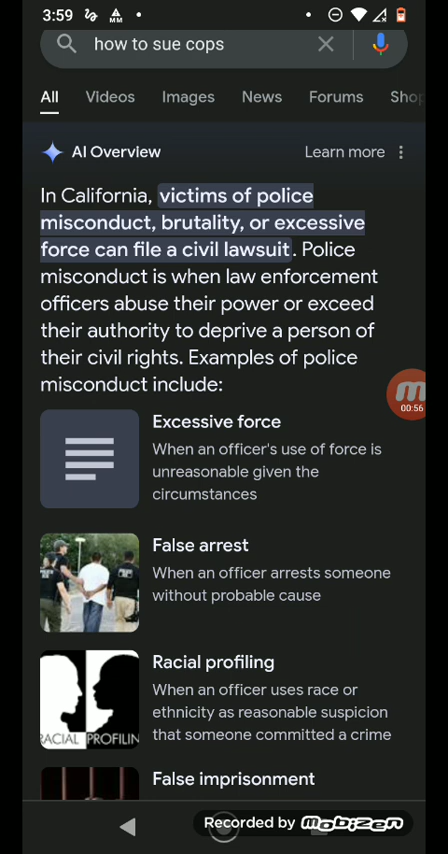 3:59
how to sue cops
All Videos Images News Forums Shop
AI Overview Learn more
In California, victims of police
misconduct, brutality, or excessive
force can file a civil lawsuit. Police
misconduct is when law enforcement
officers abuse their power or exceed
their authority to deprive a person of
their civil rights. Examples of police
misconduct include:
00:56
Excessive force
When an officer's use of force is
unreasonable given the
circumstances
False arrest
When an officer arrests someone
without probable cause
Racial profiling
When an officer uses race or
ethnicity as reasonable suspicion
that someone committed a crime
RACIAL PROFILIN
False imprisonment
Recorded by mobizen